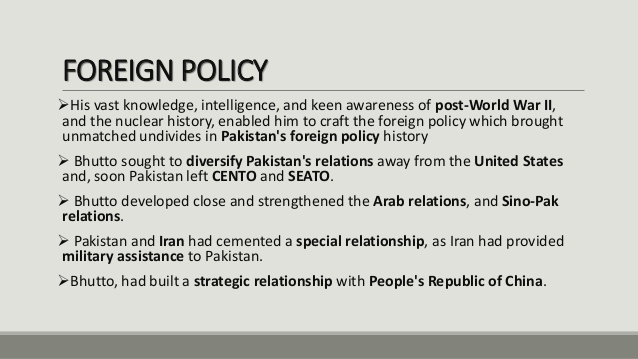 FOREIGN POLICY
➢His vast knowledge, intelligence, and keen awareness of post-World War II,
and the nuclear history, enabled him to craft the foreign policy which brought
unmatched undivides in Pakistan's foreign policy history
➢ Bhutto sought to diversify Pakistan's relations away from the United States
and, soon Pakistan left CENTO and SEATO.
➢ Bhutto developed close and strengthened the Arab relations, and Sino-Pak
relations.
➢ Pakistan and Iran had cemented a special relationship, as Iran had provided
military assistance to Pakistan.
➢Bhutto, had built a strategic relationship with People's Republic of China.